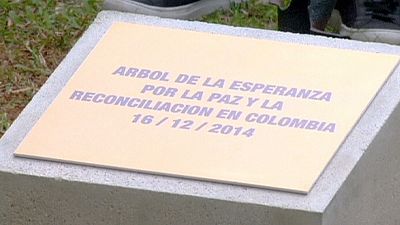 ARBOL DE LA ESPERANZA
POR LA PAZ Y LA
RECONCILIACION EN COLOMBIA
16 / 12 / 2014